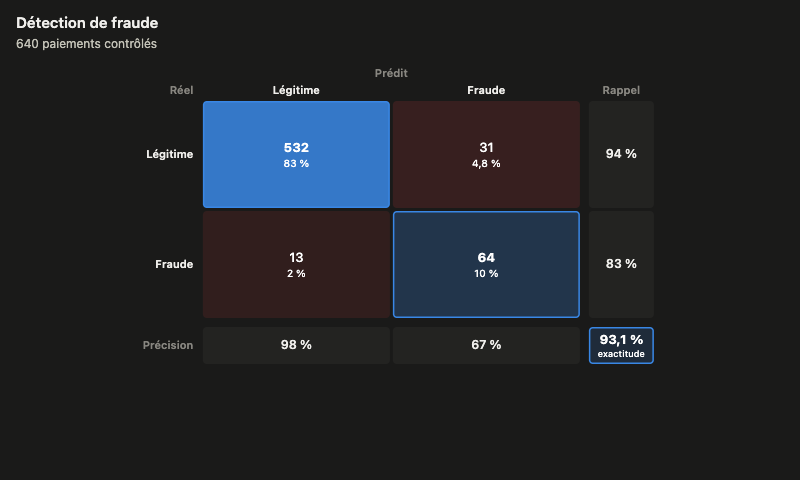 Détection de fraude
640 paiements contrôlés
Prédit
Réel Légitime Fraude Rappel
Légitime 532 31 94 %
83 % 4,8 %
Fraude 13 64 83 %
2 % 10 %
Précision 98 % 67 % 93,1 %
exactitude